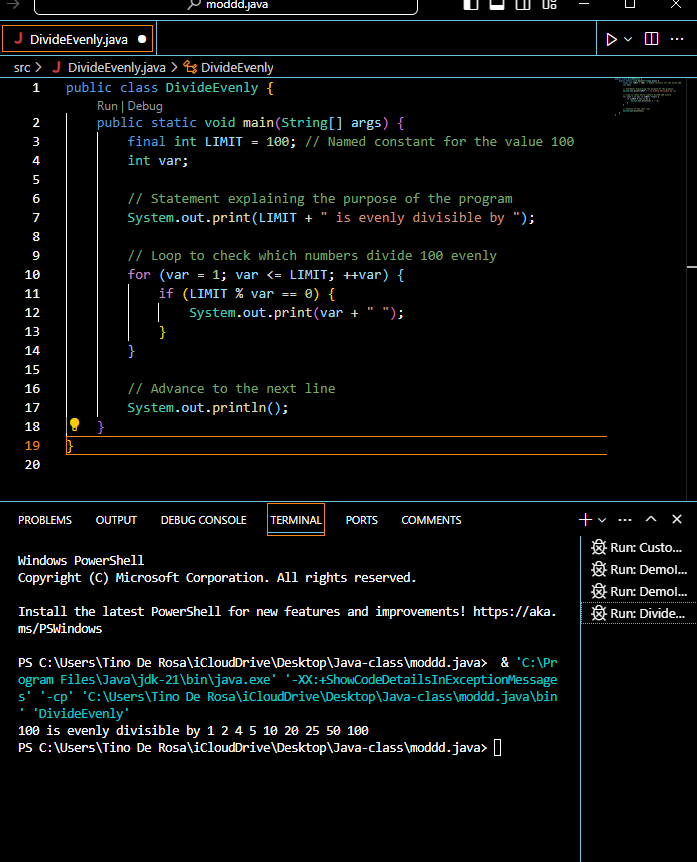 moddd.java
J DivideEvenly.java
src > J DivideEvenly.java > DivideEvenly
1 public class DivideEvenly {
Run | Debug
2 public static void main(String[] args) {
3 final int LIMIT = 100; // Named constant for the value 100
4 int var;
5
6 // Statement explaining the purpose of the program
7 System.out.print(LIMIT + " is evenly divisible by ");
8
9 // Loop to check which numbers divide 100 evenly
10 for (var = 1; var <= LIMIT; ++var) {
11 if (LIMIT % var == 0) {
12 System.out.print(var + " ");
13 }
14 }
15
16 // Advance to the next line
17 System.out.println();
18 }
19 }
20
PROBLEMS OUTPUT DEBUG CONSOLE TERMINAL PORTS COMMENTS
Windows PowerShell
Copyright (C) Microsoft Corporation. All rights reserved.
Install the latest PowerShell for new features and improvements! https://aka.
ms/PSWindows
PS C:\Users\Tino De Rosa\iCloudDrive\Desktop\Java-class\moddd.java>  & 'C:\Pr
ogram Files\Java\jdk-21\bin\java.exe' '-XX:+ShowCodeDetailsInExceptionMessage
s' '-cp' 'C:\Users\Tino De Rosa\iCloudDrive\Desktop\Java-class\moddd.java\bin
' 'DivideEvenly'
100 is evenly divisible by 1 2 4 5 10 20 25 50 100
PS C:\Users\Tino De Rosa\iCloudDrive\Desktop\Java-class\moddd.java>
Run: Custo...
Run: DemoI...
Run: DemoI...
Run: Divide...